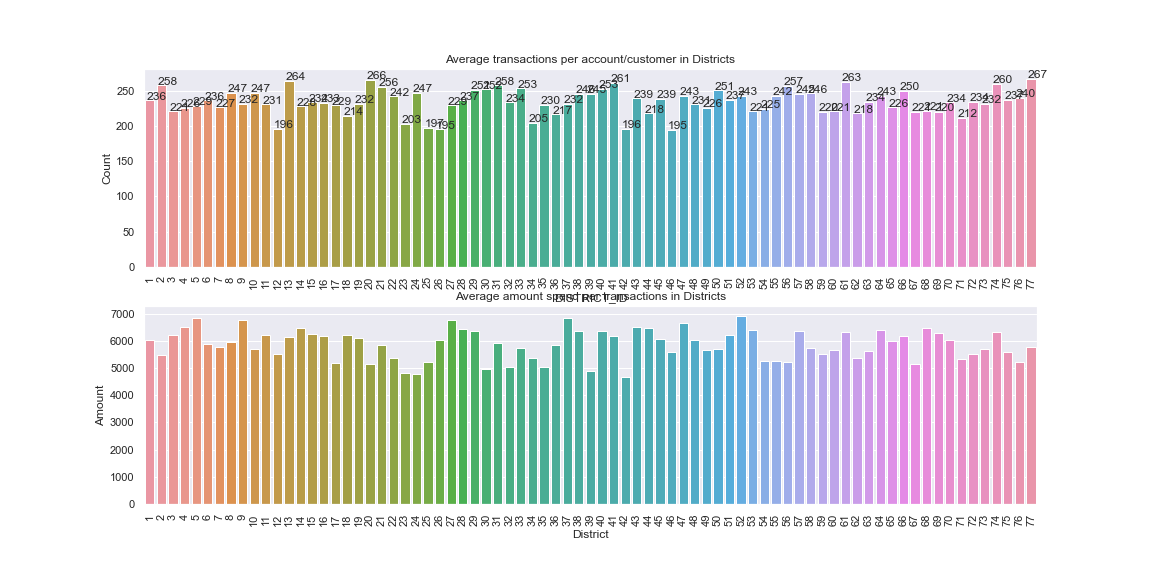 Average transactions per account/customer in Districts
Count
250
200
150
100
50
0
236 258 221 226 229 236 227 247 232 247 231 196 264 228 234 233 229 214 232 266 256 242 203 247 197 195 229 237 251 252 258 234 253 205 230 217 232 246 245 253 261 196 239 218 239 195 243 231 226 251 237 243 221 225 242 257 245 246 220 221 263 218 234 243 226 250 221 221 220 234 212 234 232 260 237 240 267
1 2 3 4 5 6 7 8 9 10 11 12 13 14 15 16 17 18 19 20 21 22 23 24 25 26 27 28 29 30 31 32 33 34 35 36 37 38 39 40 41 42 43 44 45 46 47 48 49 50 51 52 53 54 55 56 57 58 59 60 61 62 63 64 65 66 67 68 69 70 71 72 73 74 75 76 77
DISTRICT_ID
Average amount spend per transactions in Districts
Amount
7000
6000
5000
4000
3000
2000
1000
0
1 2 3 4 5 6 7 8 9 10 11 12 13 14 15 16 17 18 19 20 21 22 23 24 25 26 27 28 29 30 31 32 33 34 35 36 37 38 39 40 41 42 43 44 45 46 47 48 49 50 51 52 53 54 55 56 57 58 59 60 61 62 63 64 65 66 67 68 69 70 71 72 73 74 75 76 77
District